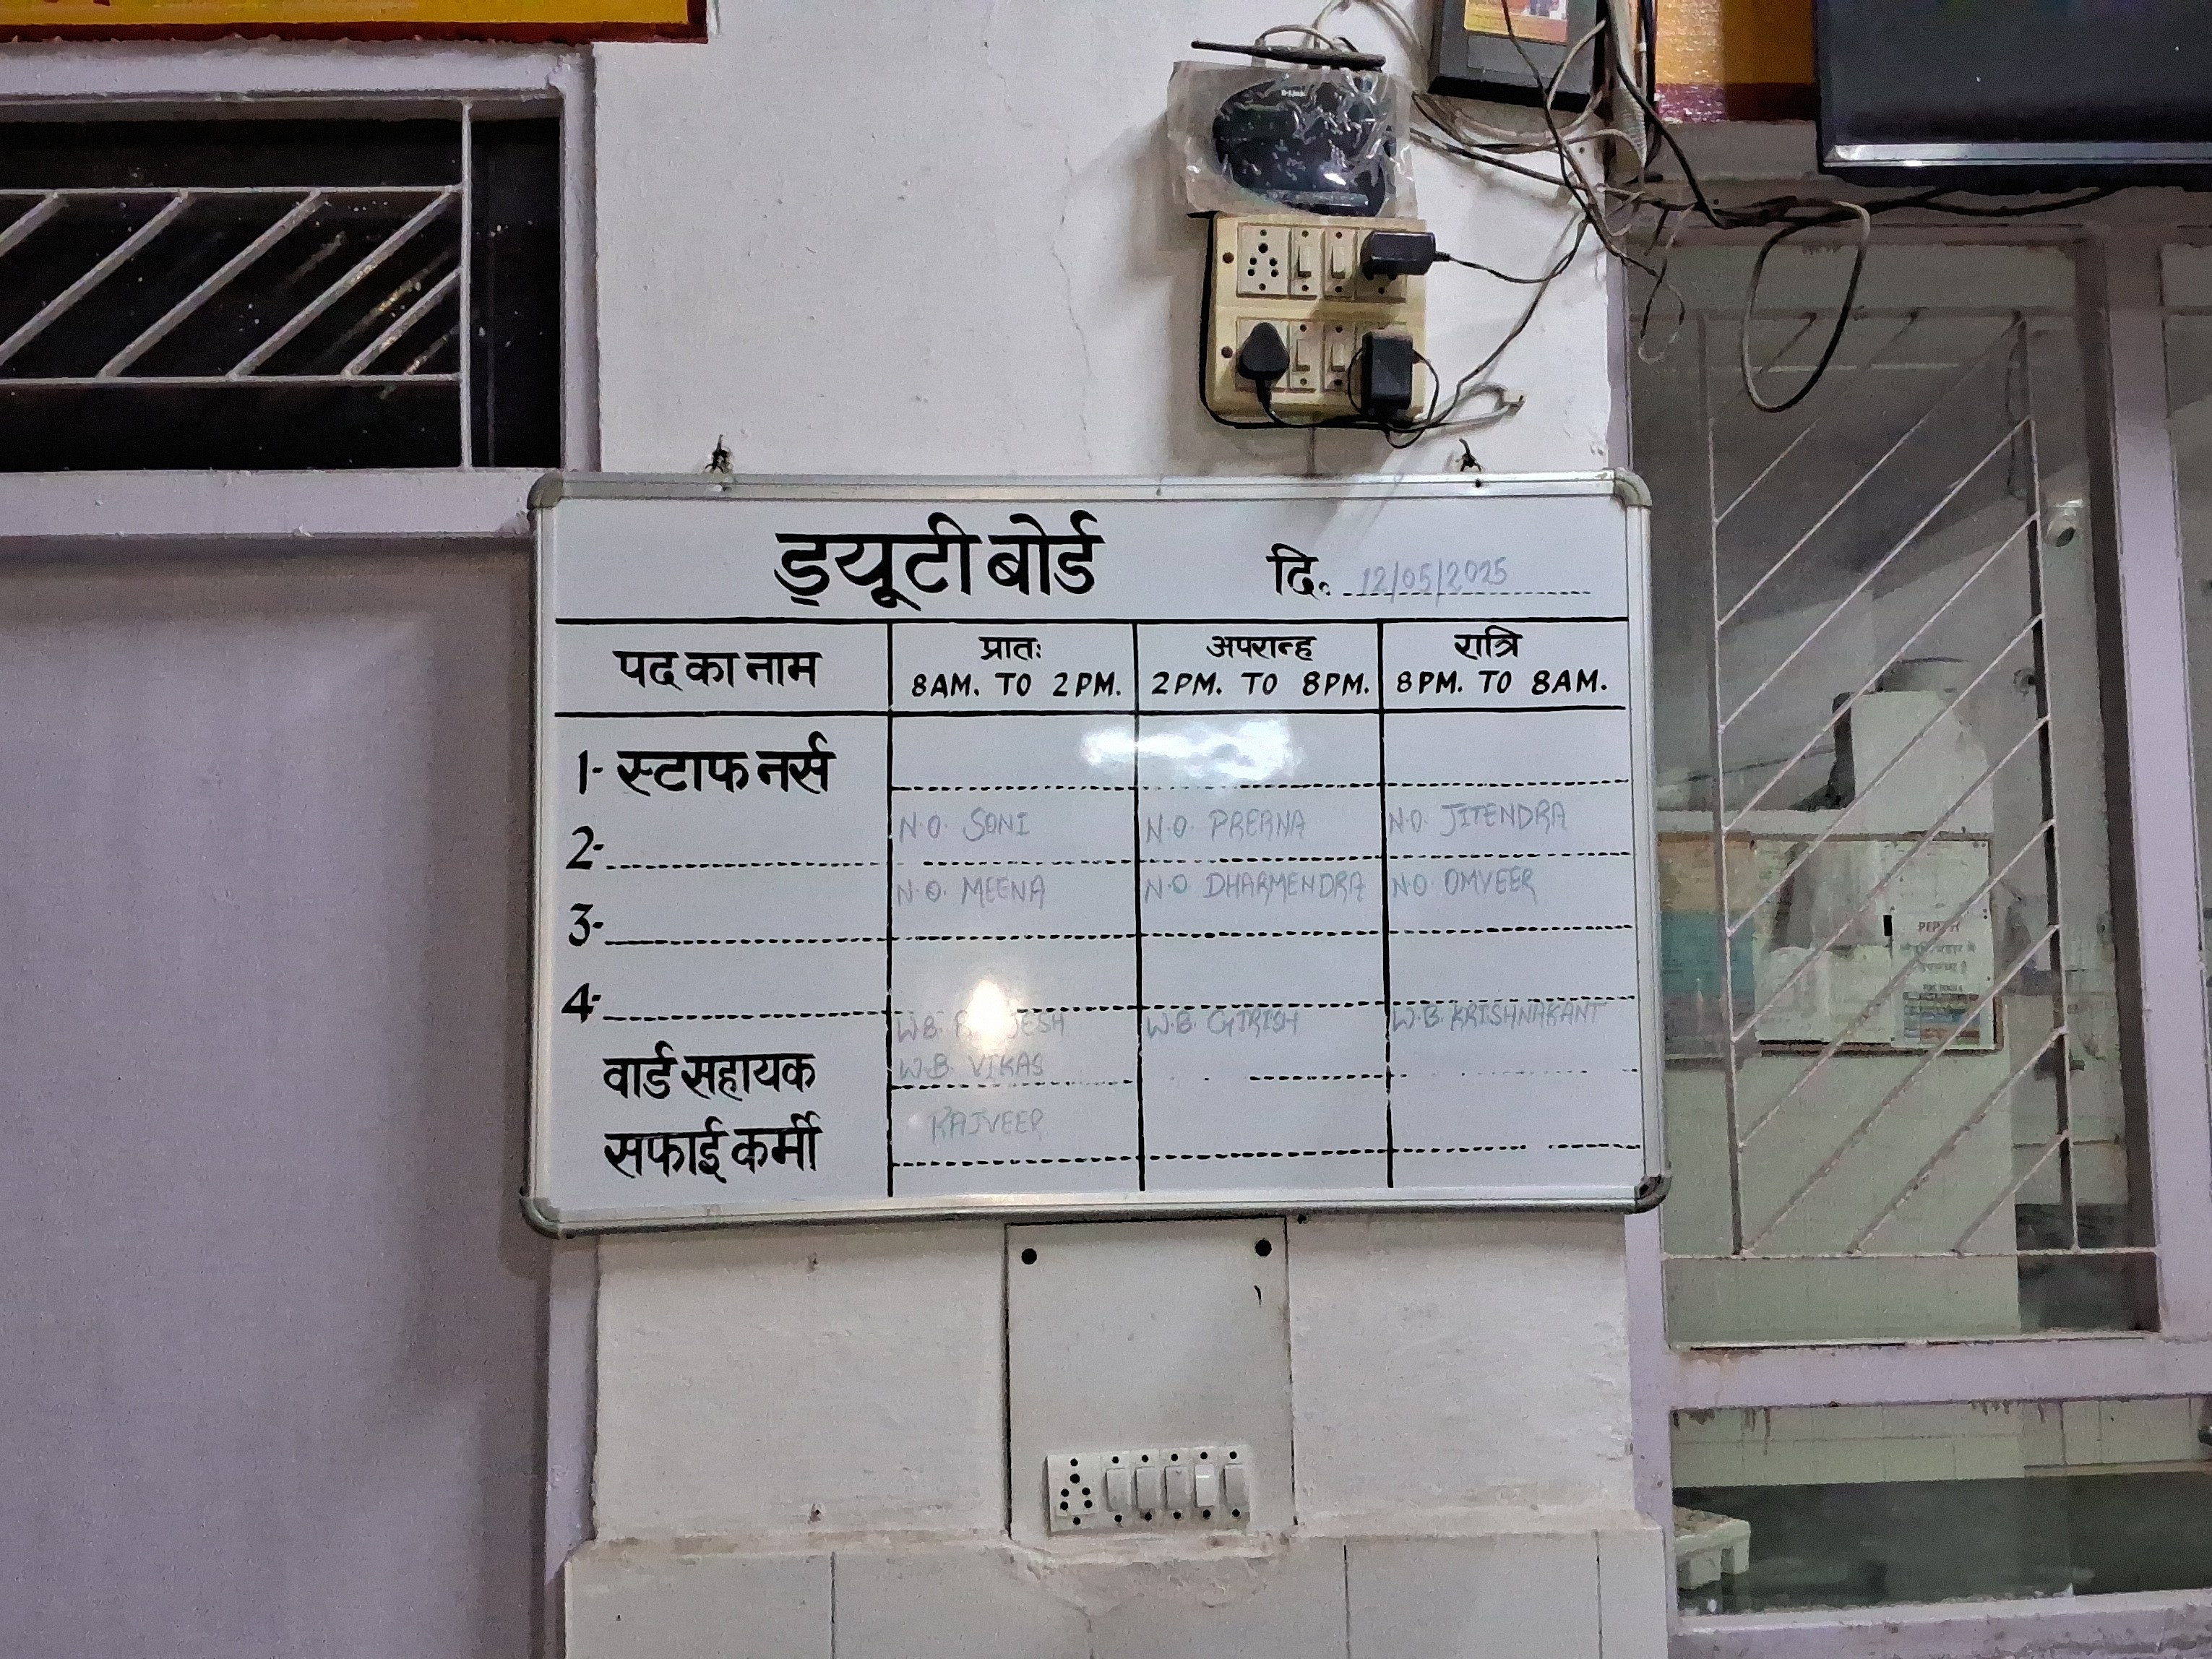 ड्यूटी बोर्ड दि. 12/05/2025
पद का नाम प्रातः 8AM. TO 2PM. अपरान्ह 2PM. TO 8PM. रात्रि 8PM. TO 8AM.
1- स्टाफ नर्स
2- N.O. SONI N.O. PRERNA N.O. JITENDRA
3- N.O. MEENA N.O. DHARMENDRA N.O. OMVEER
4-
W.B. W.B. GIRISH W.B. KRISHNAKANT
वार्ड सहायक W.B. VIKAS
सफाई कर्मी RAJVEER
D-Link